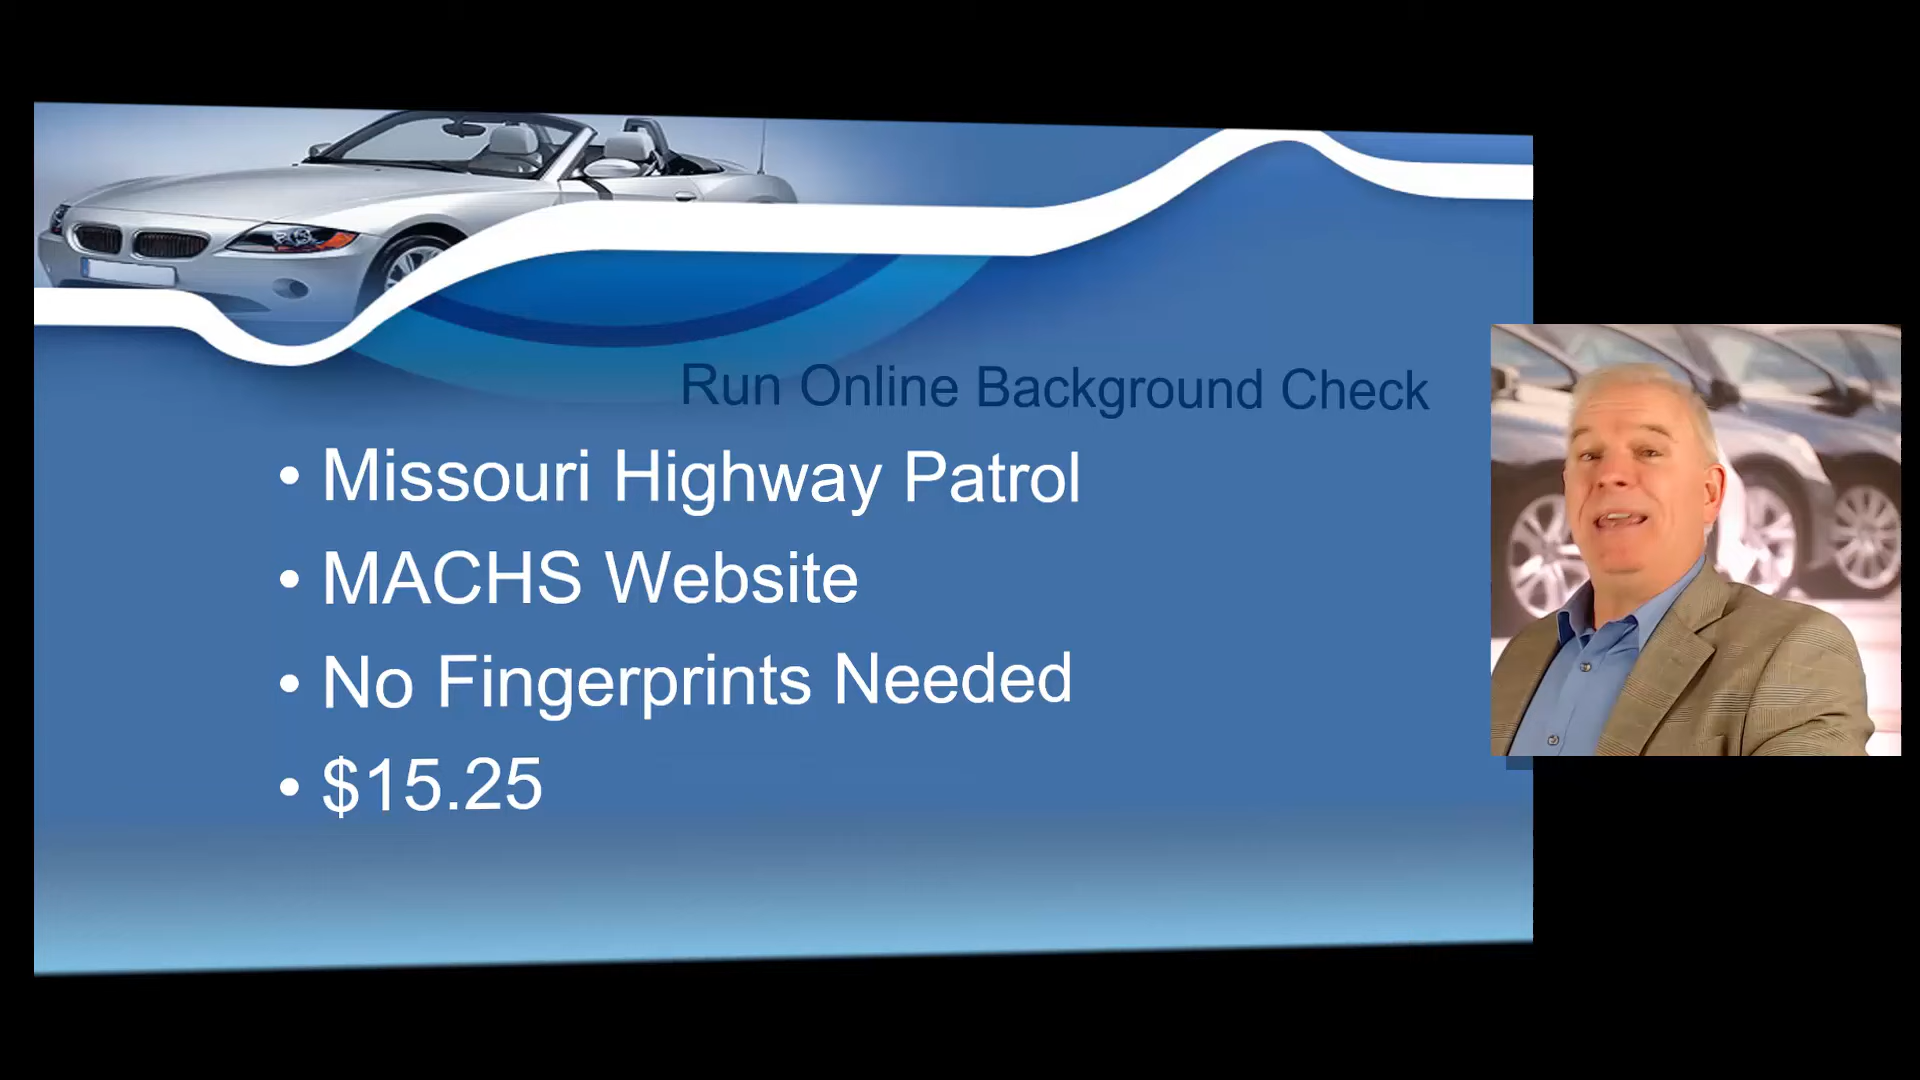 Run Online Background Check
• Missouri Highway Patrol
• MACHS Website
• No Fingerprints Needed
• $15.25